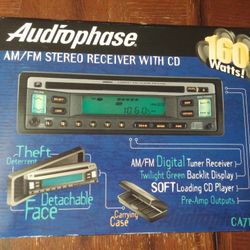 Audiophase
160
Watts!
AM/FM STEREO RECEIVER WITH CD
Theft
Deterrent
Detachable
Face
Carrying
Case
AM/FM Digital Tuner Receiver
Twilight Green Backlit Display
SOFT Loading CD Player
Pre-Amp Outputs